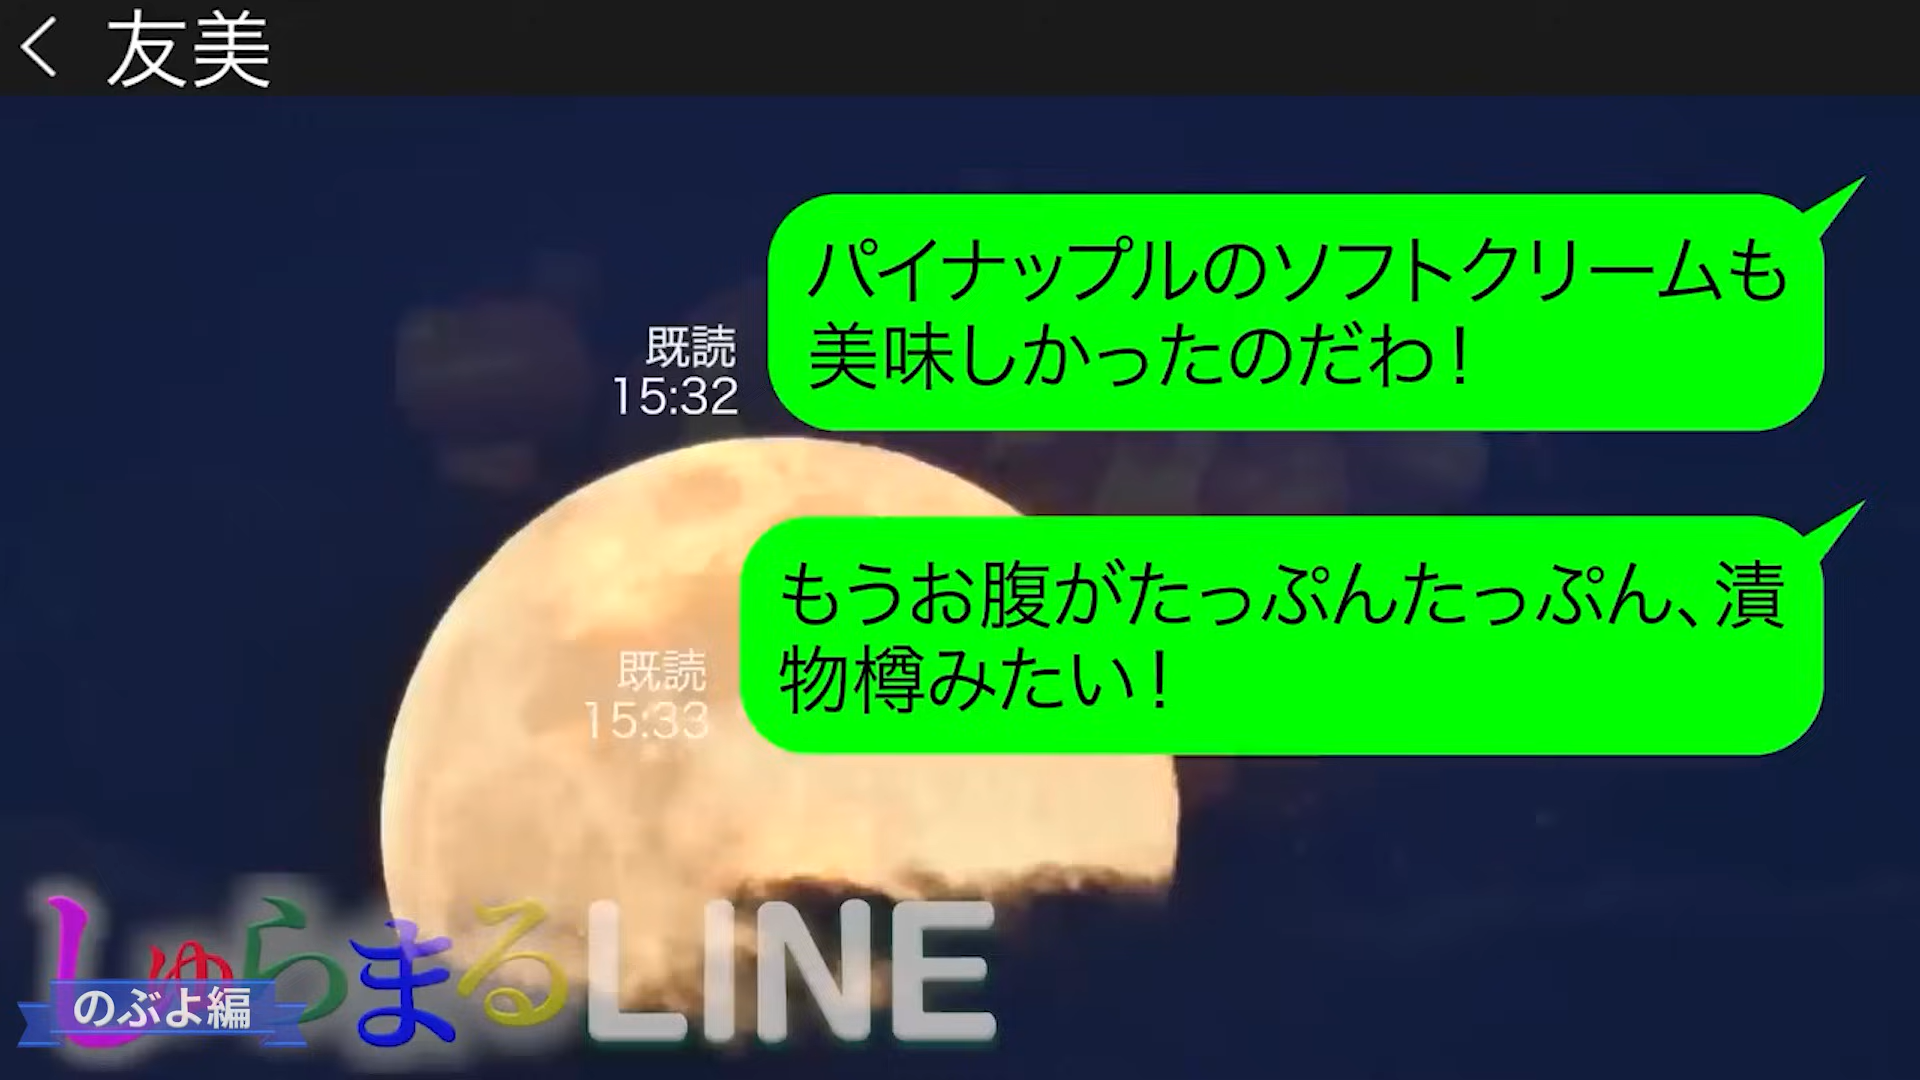 友美
パイナップルのソフトクリームも
美味しかったのだわ！
既読
15:32
もうお腹がたっぷんたっぷん、漬
物樽みたい！
既読
15:33
しゅらまるLINE
のぶよ編